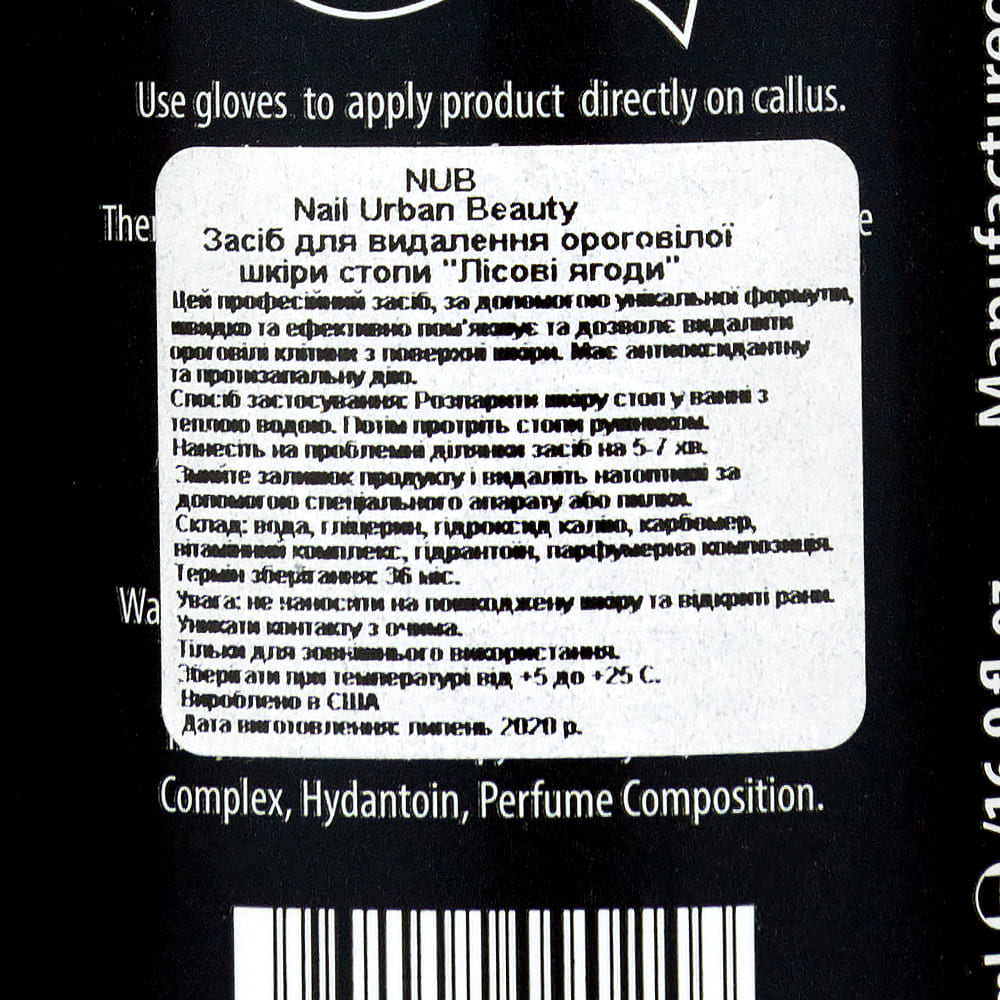 Use gloves to apply product directly on callus.
NUB
Nail Urban Beauty
Засіб для видалення ороговілої
шкіри стопи "Лісові ягоди"
Цей професійний засіб, за допомогою унікальної формули,
швидко та ефективно пом'якшує та дозволє видалити
ороговілі клітини з поверхні шкіри. Має антиоксидантну
та протизапальну дію.
Спосіб застосування: Розпарити шкіру стоп у ванні з
теплою водою. Потім протріть стопи рушником.
Нанесіть на проблемні ділянки засіб на 5-7 хв.
Змийте залишок продукту і видаліть натоптиші за
допомогою спеціального апарату або пилки.
Склад: вода, гліцерин, гідроксид калію, карбомер,
вітамінний комплекс, гідрантоїн, парфумерна композиція.
Термін зберігання: 36 міс.
Увага: не наносити на пошкоджену шкіру та відкриті рани.
Уникати контакту з очима.
Тільки для зовнішнього використання.
Зберігати при температурі від +5 до +25 С.
Вироблено в США
Дата виготовлення: липень 2020 р.
Complex, Hydantoin, Perfume Composition.
Manufactured